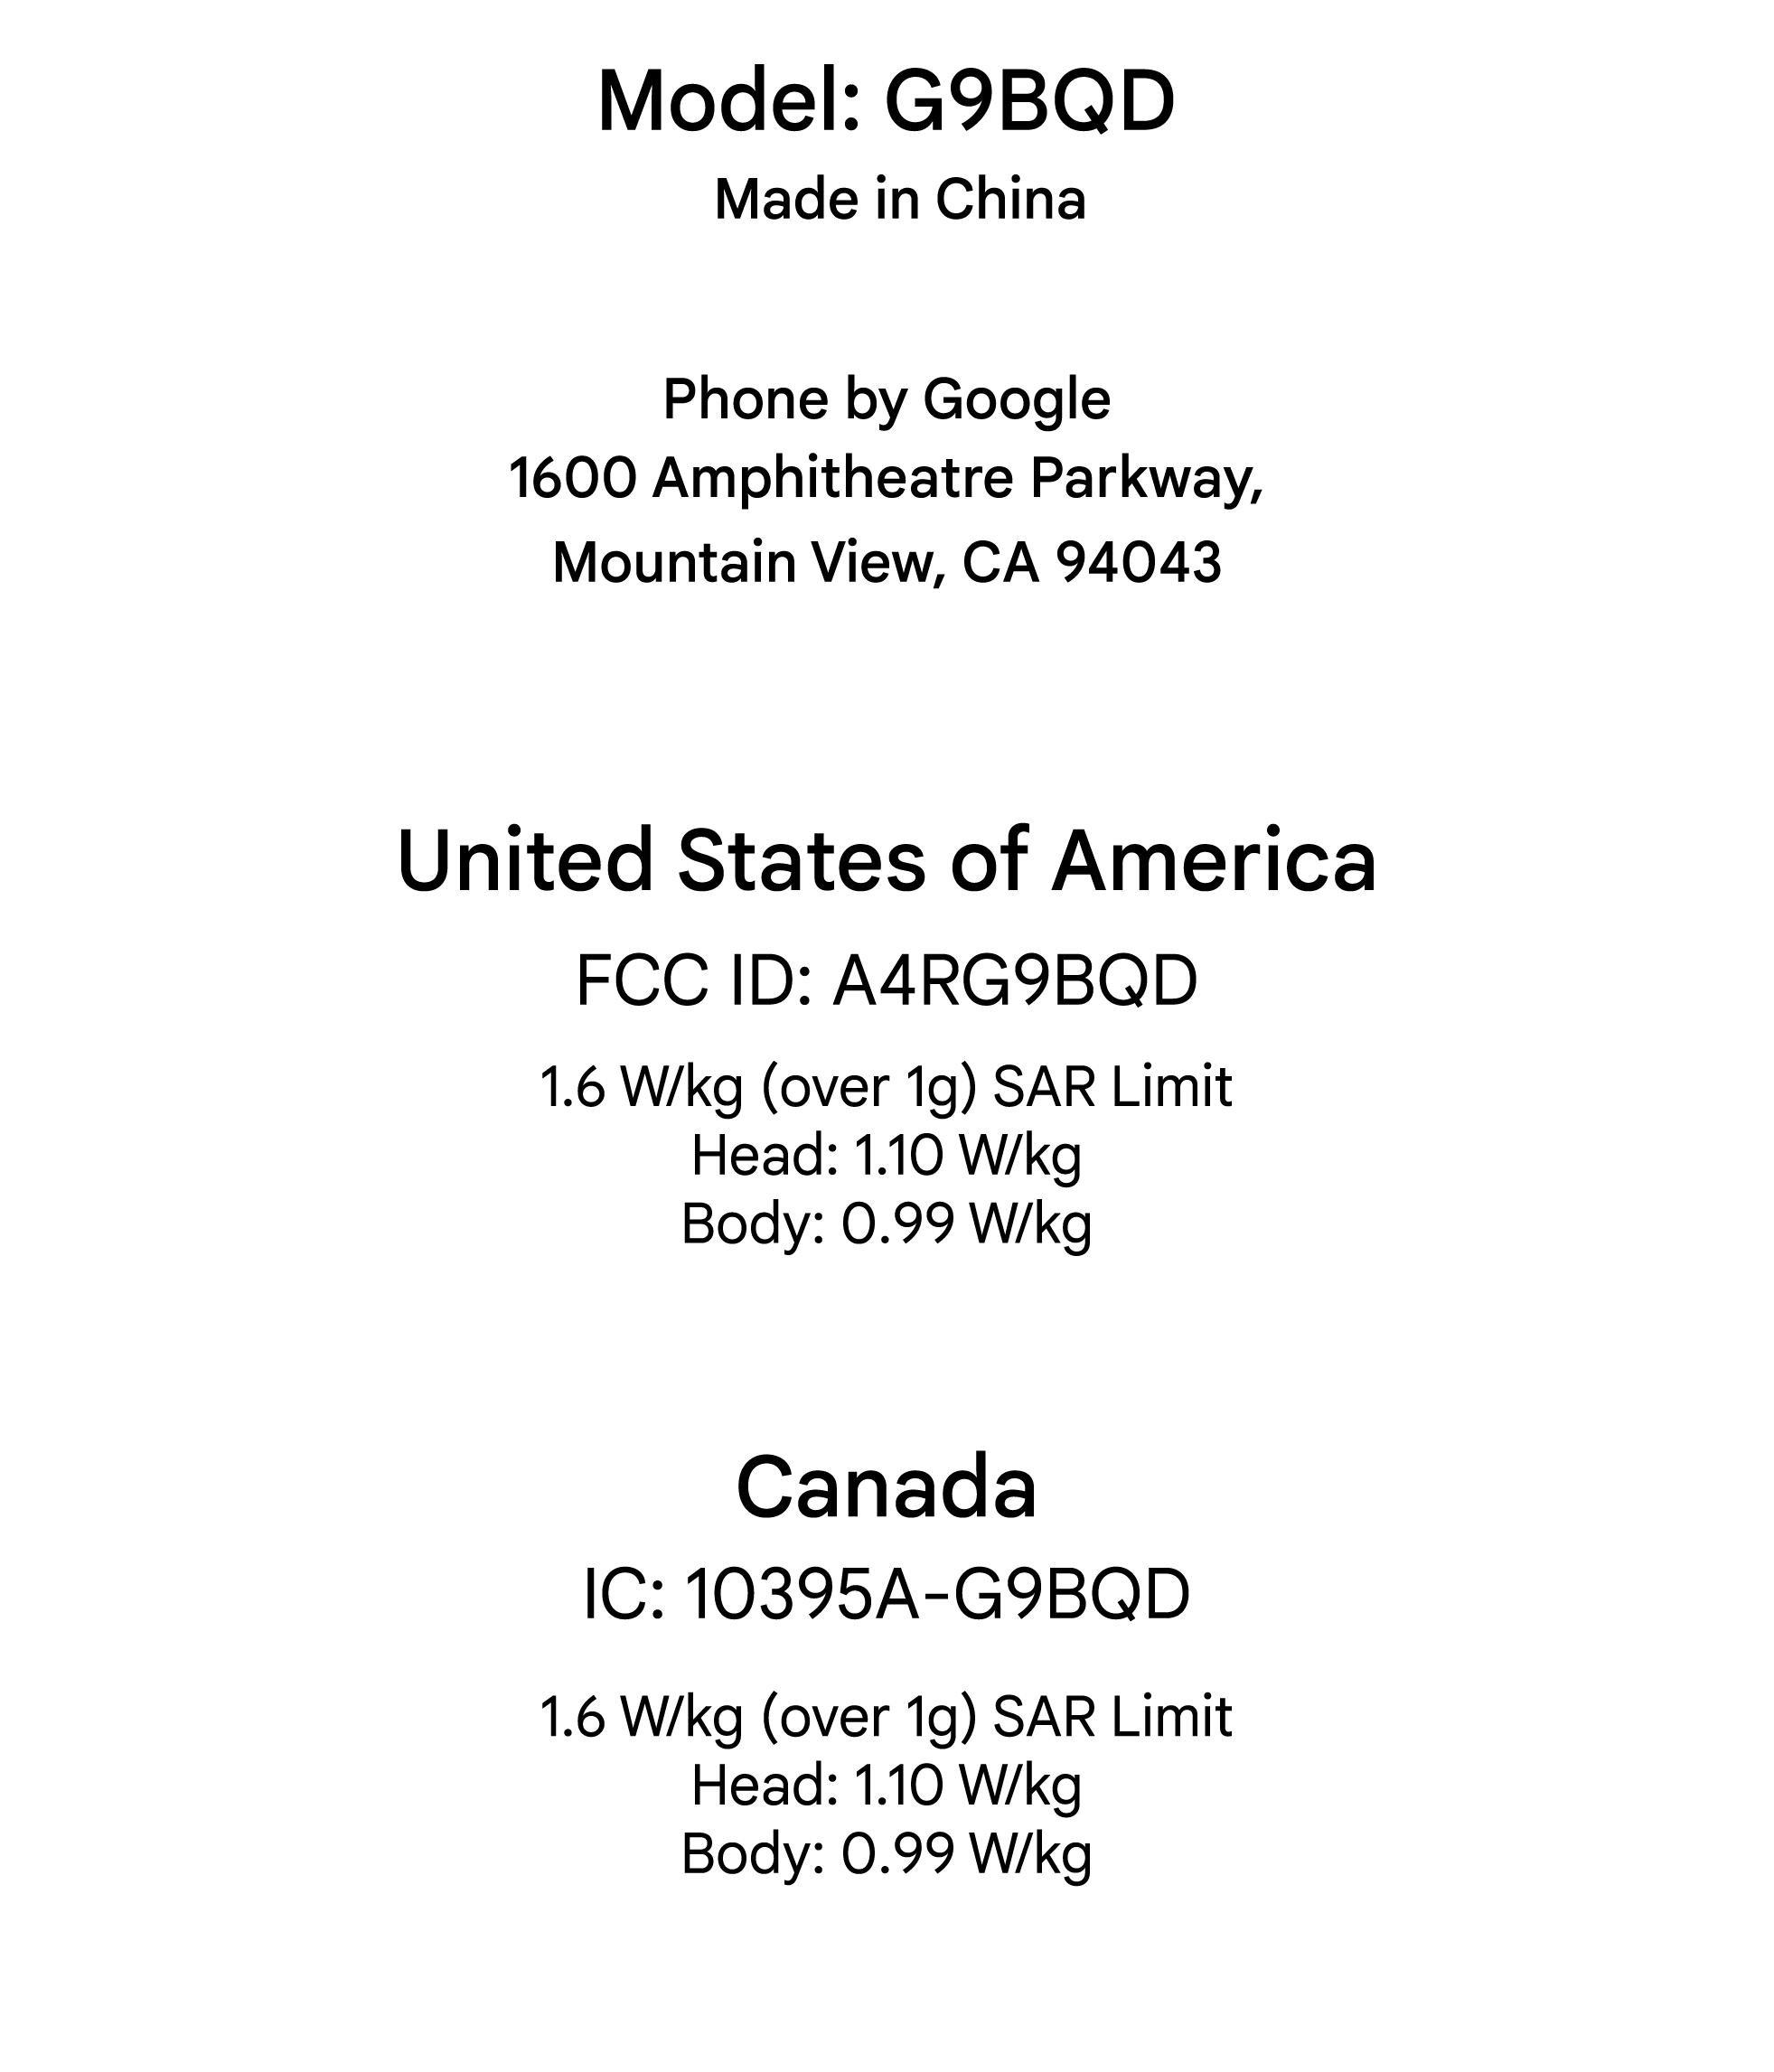 Model: G9BQD
Made in China
Phone by Google
1600 Amphitheatre Parkway,
Mountain View, CA 94043
United States of America
FCC ID: A4RG9BQD
1.6 W/kg (over 1g) SAR Limit
Head: 1.10 W/kg
Body: 0.99 W/kg
Canada
IC: 10395A-G9BQD
1.6 W/kg (over 1g) SAR Limit
Head: 1.10 W/kg
Body: 0.99 W/kg